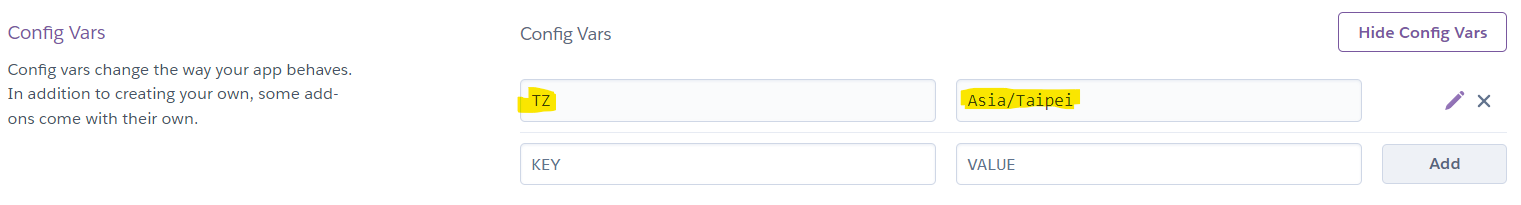 Config Vars
Config vars change the way your app behaves.
In addition to creating your own, some add-
ons come with their own.
Config Vars
Hide Config Vars
TZ
Asia/Taipei
KEY
VALUE
Add